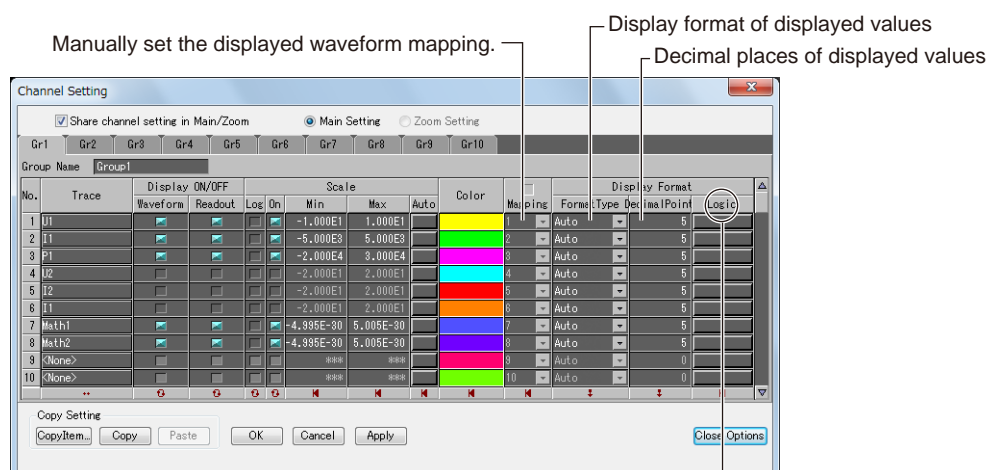 Display format of displayed values
Manually set the displayed waveform mapping.
Decimal places of displayed values
Channel Setting
Share channel setting in Main/Zoom Main Setting Zoom Setting
Gr1 Gr2 Gr3 Gr4 Gr5 Gr6 Gr7 Gr8 Gr9 Gr10
Group Name Group1
No. Trace Display ON/OFF Scale Color Mapping Display Format
Waveform Readout Log On Min Max Auto FormatType DecimalPoint Logic
1 U1 -1.000E1 1.000E1 1 Auto 5
2 I1 -5.000E3 5.000E3 2 Auto 5
3 P1 -2.000E4 3.000E4 3 Auto 5
4 U2 -2.000E1 2.000E1 4 Auto 5
5 I2 -2.000E1 2.000E1 5 Auto 5
6 I1 -2.000E1 2.000E1 6 Auto 5
7 Math1 -4.995E-30 5.005E-30 7 Auto 5
8 Math2 -4.995E-30 5.005E-30 8 Auto 5
9 <None> *** *** 9 Auto 0
10 <None> *** *** 10 Auto 0
Copy Setting
CopyItem... Copy Paste OK Cancel Apply Close Options